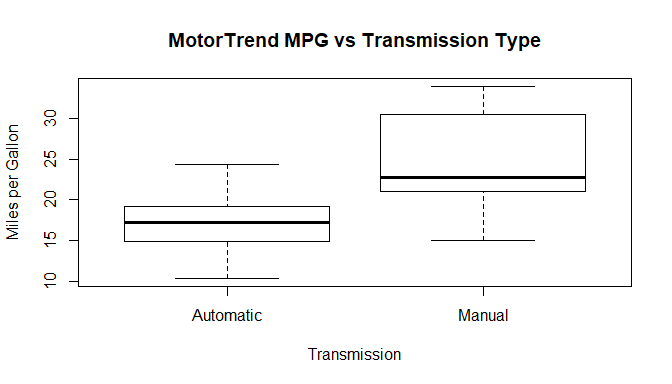 MotorTrend MPG vs Transmission Type
Miles per Gallon
30
25
20
15
10
Automatic Manual
Transmission